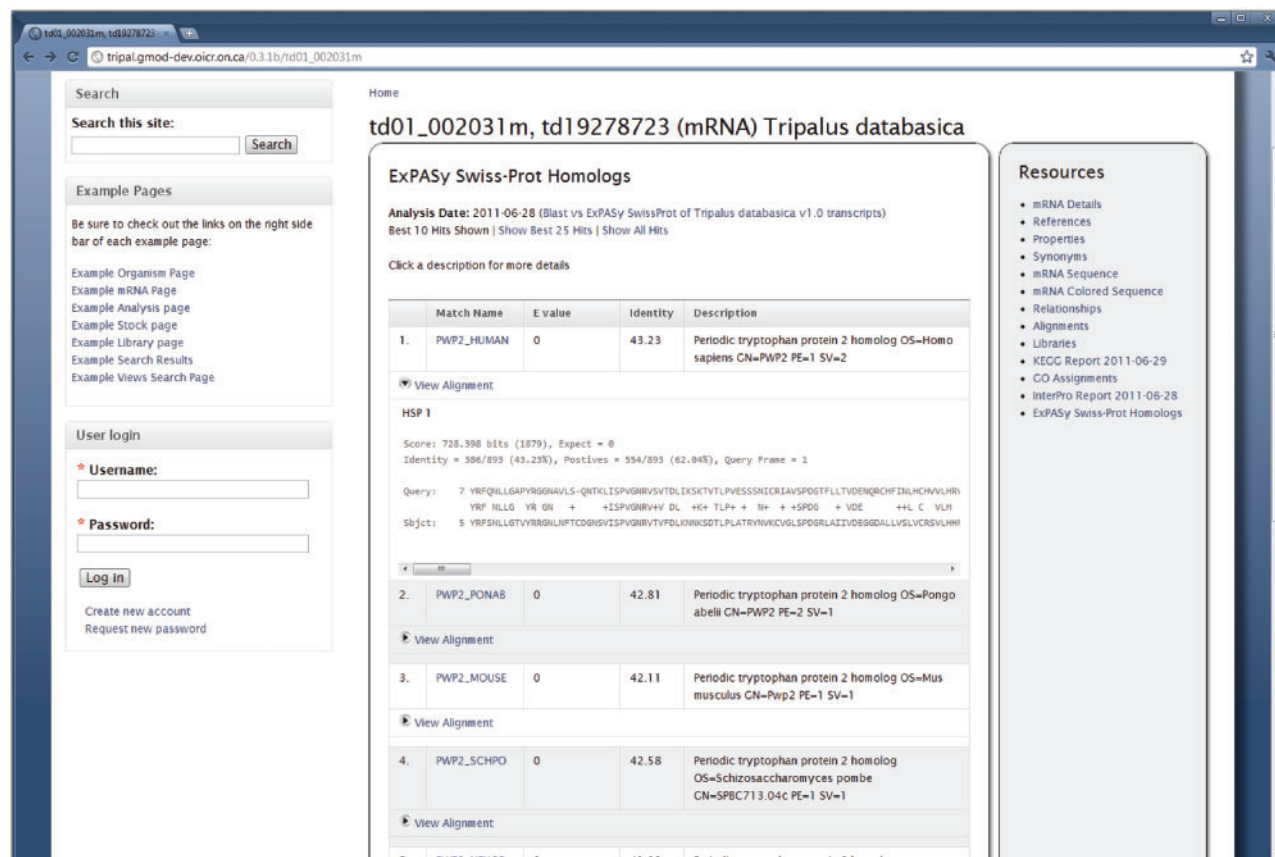 td01_002031m, td19278723
tripal.gmod-dev.oicr.on.ca/0.3.1b/td01_002031m
Search
Search this site:
Search
Example Pages
Be sure to check out the links on the right side
bar of each example page:
Example Organism Page
Example mRNA Page
Example Analysis page
Example Stock page
Example Library page
Example Search Results
Example Views Search Page
User login
* Username:
* Password:
Log in
Create new account
Request new password
Home
td01_002031m, td19278723 (mRNA) Tripalus databasica
ExPASy Swiss-Prot Homologs
Analysis Date: 2011-06-28 (Blast vs ExPASy SwissProt of Tripalus databasica v1.0 transcripts)
Best 10 Hits Shown | Show Best 25 Hits | Show All Hits
Click a description for more details
Match Name E value Identity Description
1. PWP2_HUMAN 0 43.23 Periodic tryptophan protein 2 homolog OS=Homo
sapiens GN=PWP2 PE=1 SV=2
View Alignment
HSP 1
Score: 728.398 bits (1879), Expect = 0
Identity = 386/893 (43.23%), Postives = 554/893 (62.04%), Query Frame = 1
Query: 7 YRFQNLLGAPYRGGNAVLS-QNTKLISPVGNRVSVTDLIKSKTVTLPVESSSNICRIAVSPDGTFLLTVDENQRCHFINLHCHVVLHR
YRF NLLG YR GN + +ISPVGNRV+V DL +K+ TLP+ + N+ + +SPDG + VDE ++L C VLH
Sbjct: 5 YRFSNLLGTVYRRGNLNFTCDGNSVISPVGNRVTVFDLKNNKSDTLPLATRYNVKCVGLSPDGRLAIIVDEGGDALLVSLVCRSVLHH
2. PWP2_PONAB 0 42.81 Periodic tryptophan protein 2 homolog OS=Pongo
abelii GN=PWP2 PE=2 SV=1
View Alignment
3. PWP2_MOUSE 0 42.11 Periodic tryptophan protein 2 homolog OS=Mus
musculus GN=Pwp2 PE=1 SV=1
View Alignment
4. PWP2_SCHPO 0 42.58 Periodic tryptophan protein 2 homolog
OS=Schizosaccharomyces pombe
GN=SPBC713.04c PE=1 SV=1
View Alignment
Resources
mRNA Details
References
Properties
Synonyms
mRNA Sequence
mRNA Colored Sequence
Relationships
Alignments
Libraries
KEGG Report 2011-06-29
GO Assignments
InterPro Report 2011-06-28
ExPASy Swiss-Prot Homologs